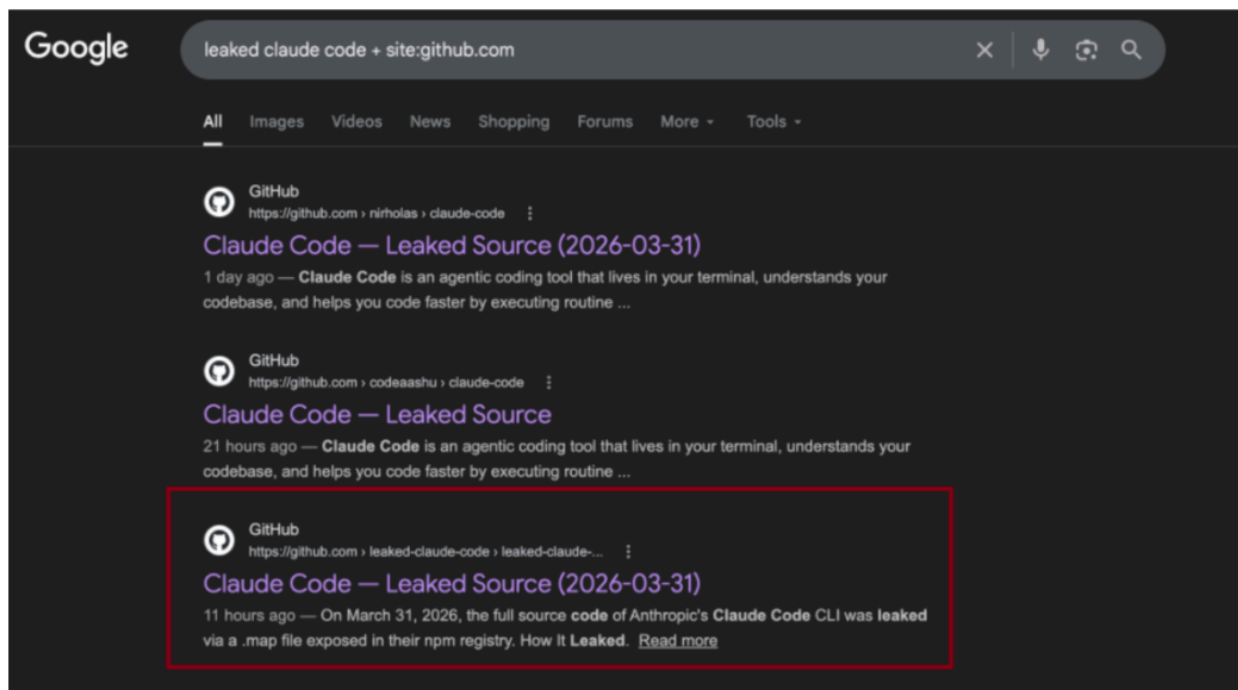 Google
leaked claude code + site:github.com
All Images Videos News Shopping Forums More Tools
GitHub
https://github.com › nirholas › claude-code
Claude Code — Leaked Source (2026-03-31)
1 day ago — Claude Code is an agentic coding tool that lives in your terminal, understands your
codebase, and helps you code faster by executing routine ...
GitHub
https://github.com › codeaashu › claude-code
Claude Code — Leaked Source
21 hours ago — Claude Code is an agentic coding tool that lives in your terminal, understands your
codebase, and helps you code faster by executing routine ...
GitHub
https://github.com › leaked-claude-code › leaked-claude-...
Claude Code — Leaked Source (2026-03-31)
11 hours ago — On March 31, 2026, the full source code of Anthropic's Claude Code CLI was leaked
via a .map file exposed in their npm registry. How It Leaked. Read more